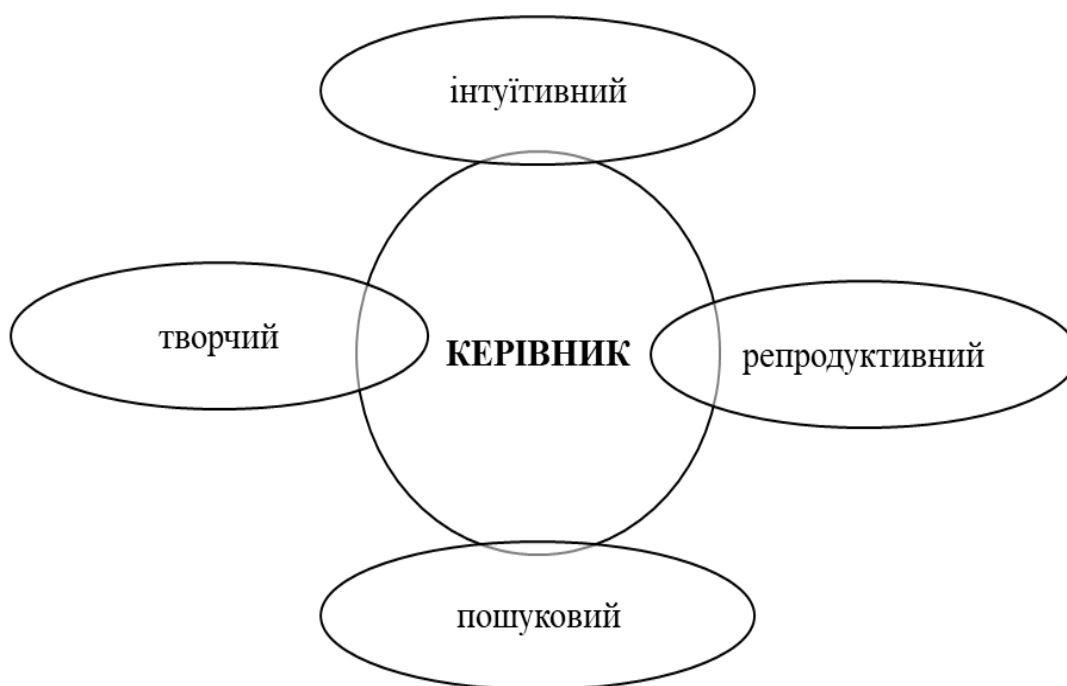 інтуїтивний
творчий
КЕРІВНИК
репродуктивний
пошуковий